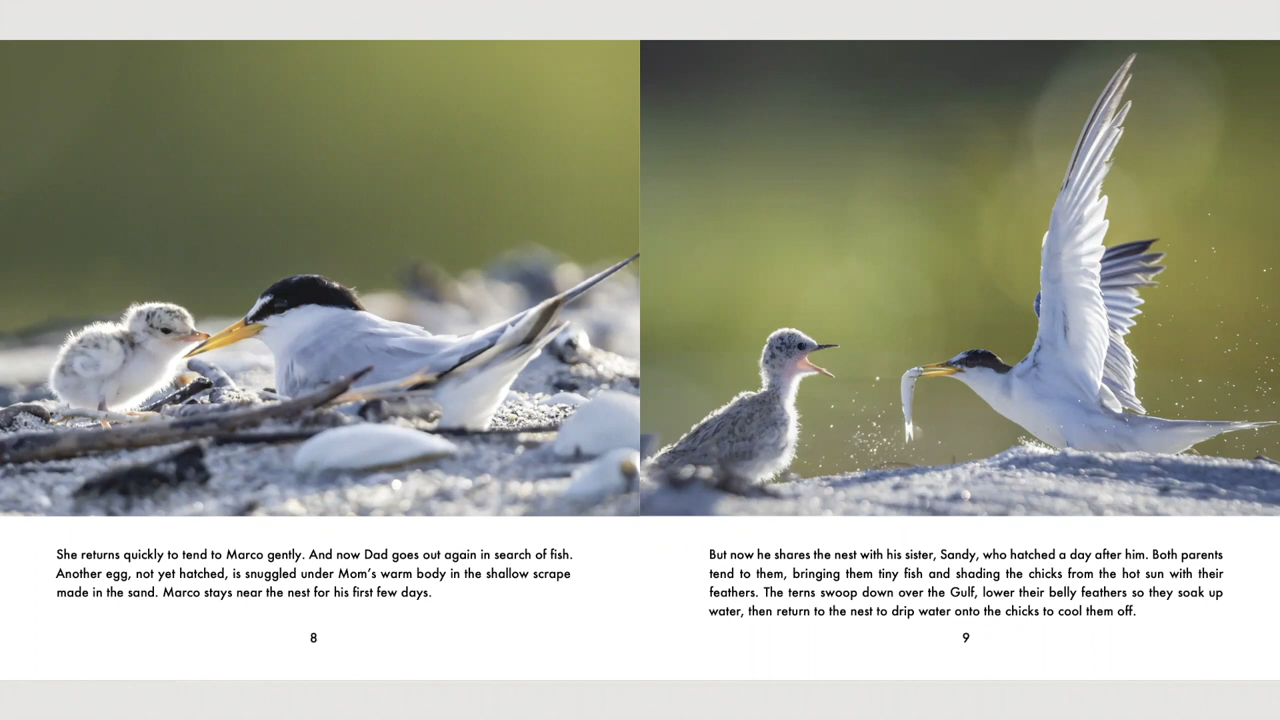 She returns quickly to tend to Marco gently. And now Dad goes out again in search of fish.
Another egg, not yet hatched, is snuggled under Mom's warm body in the shallow scrape
made in the sand. Marco stays near the nest for his first few days.
8
But now he shares the nest with his sister, Sandy, who hatched a day after him. Both parents
tend to them, bringing them tiny fish and shading the chicks from the hot sun with their
feathers. The terns swoop down over the Gulf, lower their belly feathers so they soak up
water, then return to the nest to drip water onto the chicks to cool them off.
9